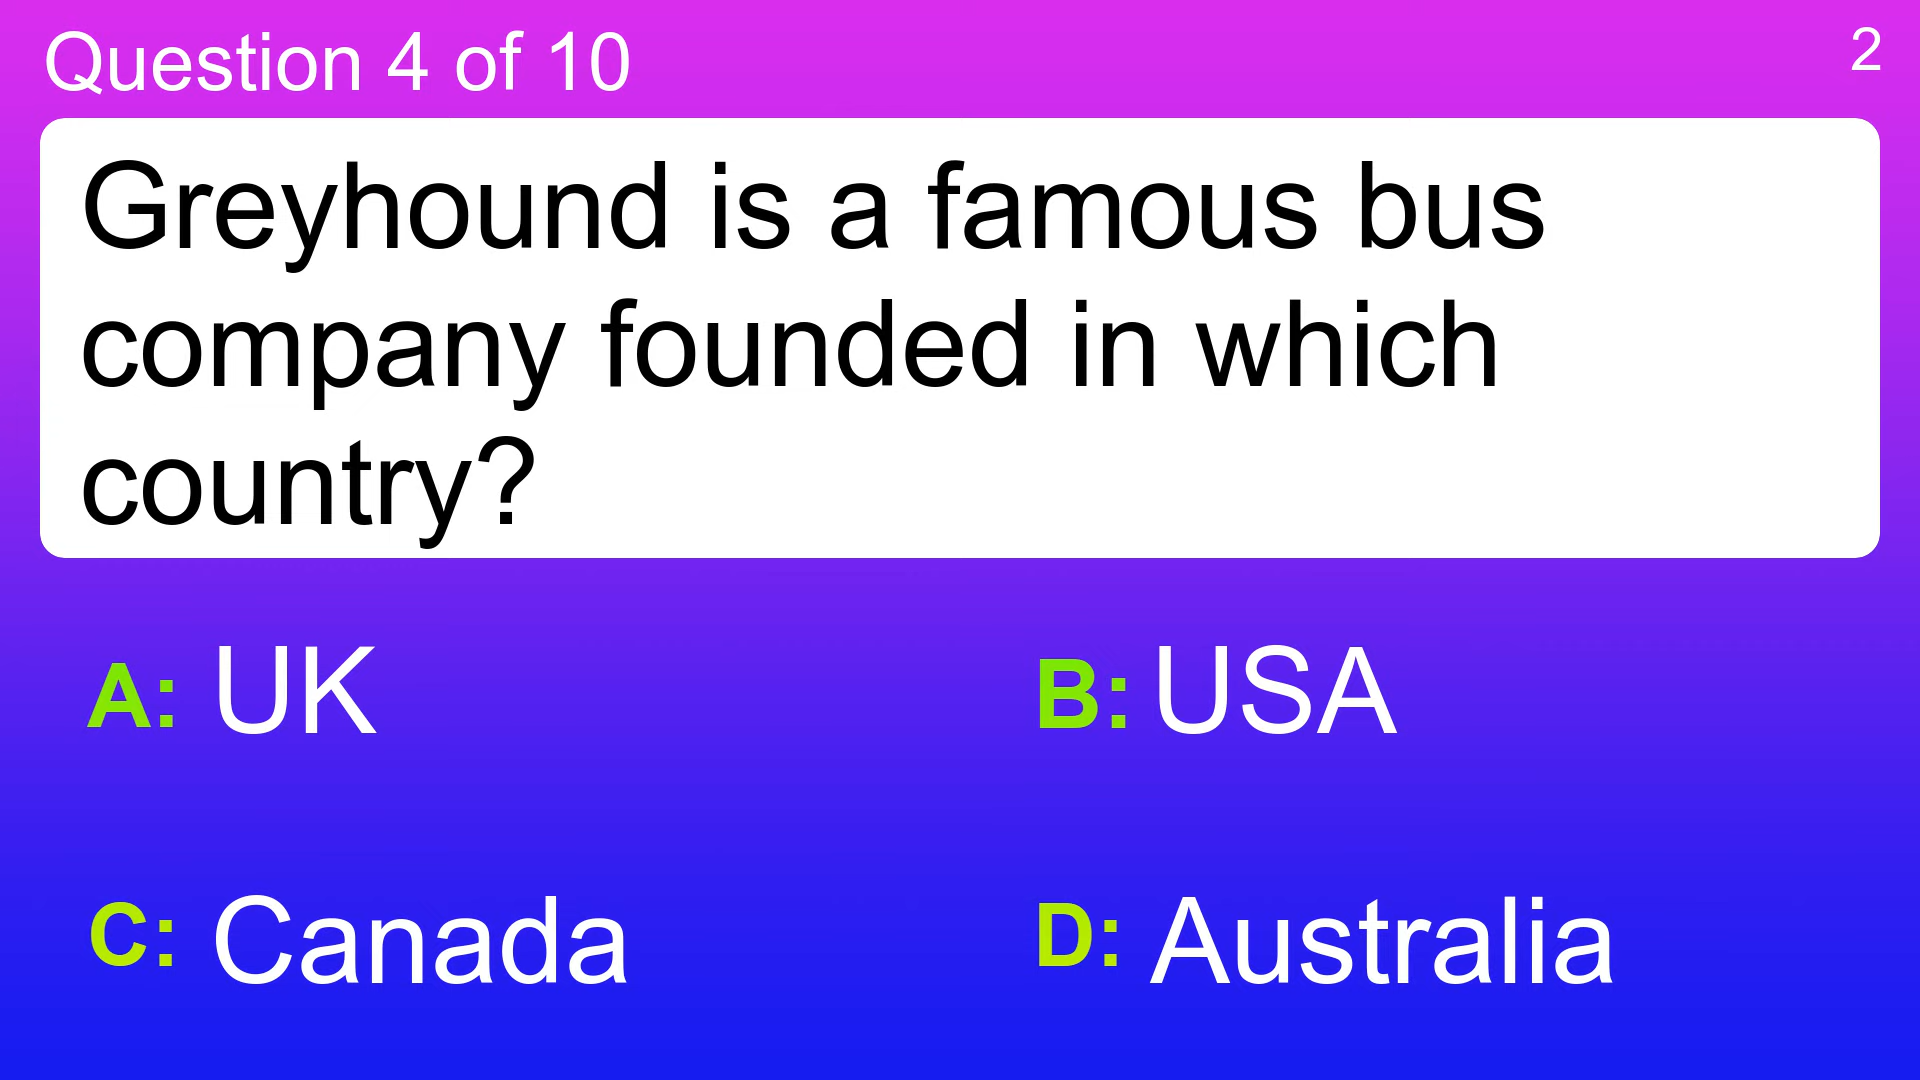 Question 4 of 10
2
Greyhound is a famous bus
company founded in which
country?
A: UK
B: USA
C: Canada
D: Australia